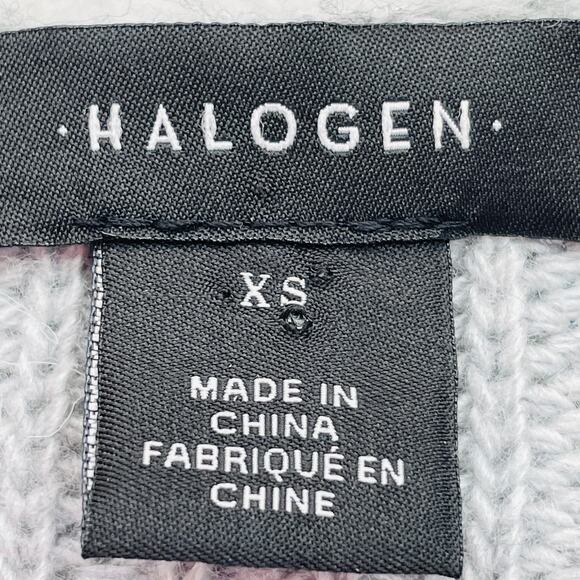 ·HALOGEN·
XS
MADE IN
CHINA
FABRIQUÉ EN
CHINE